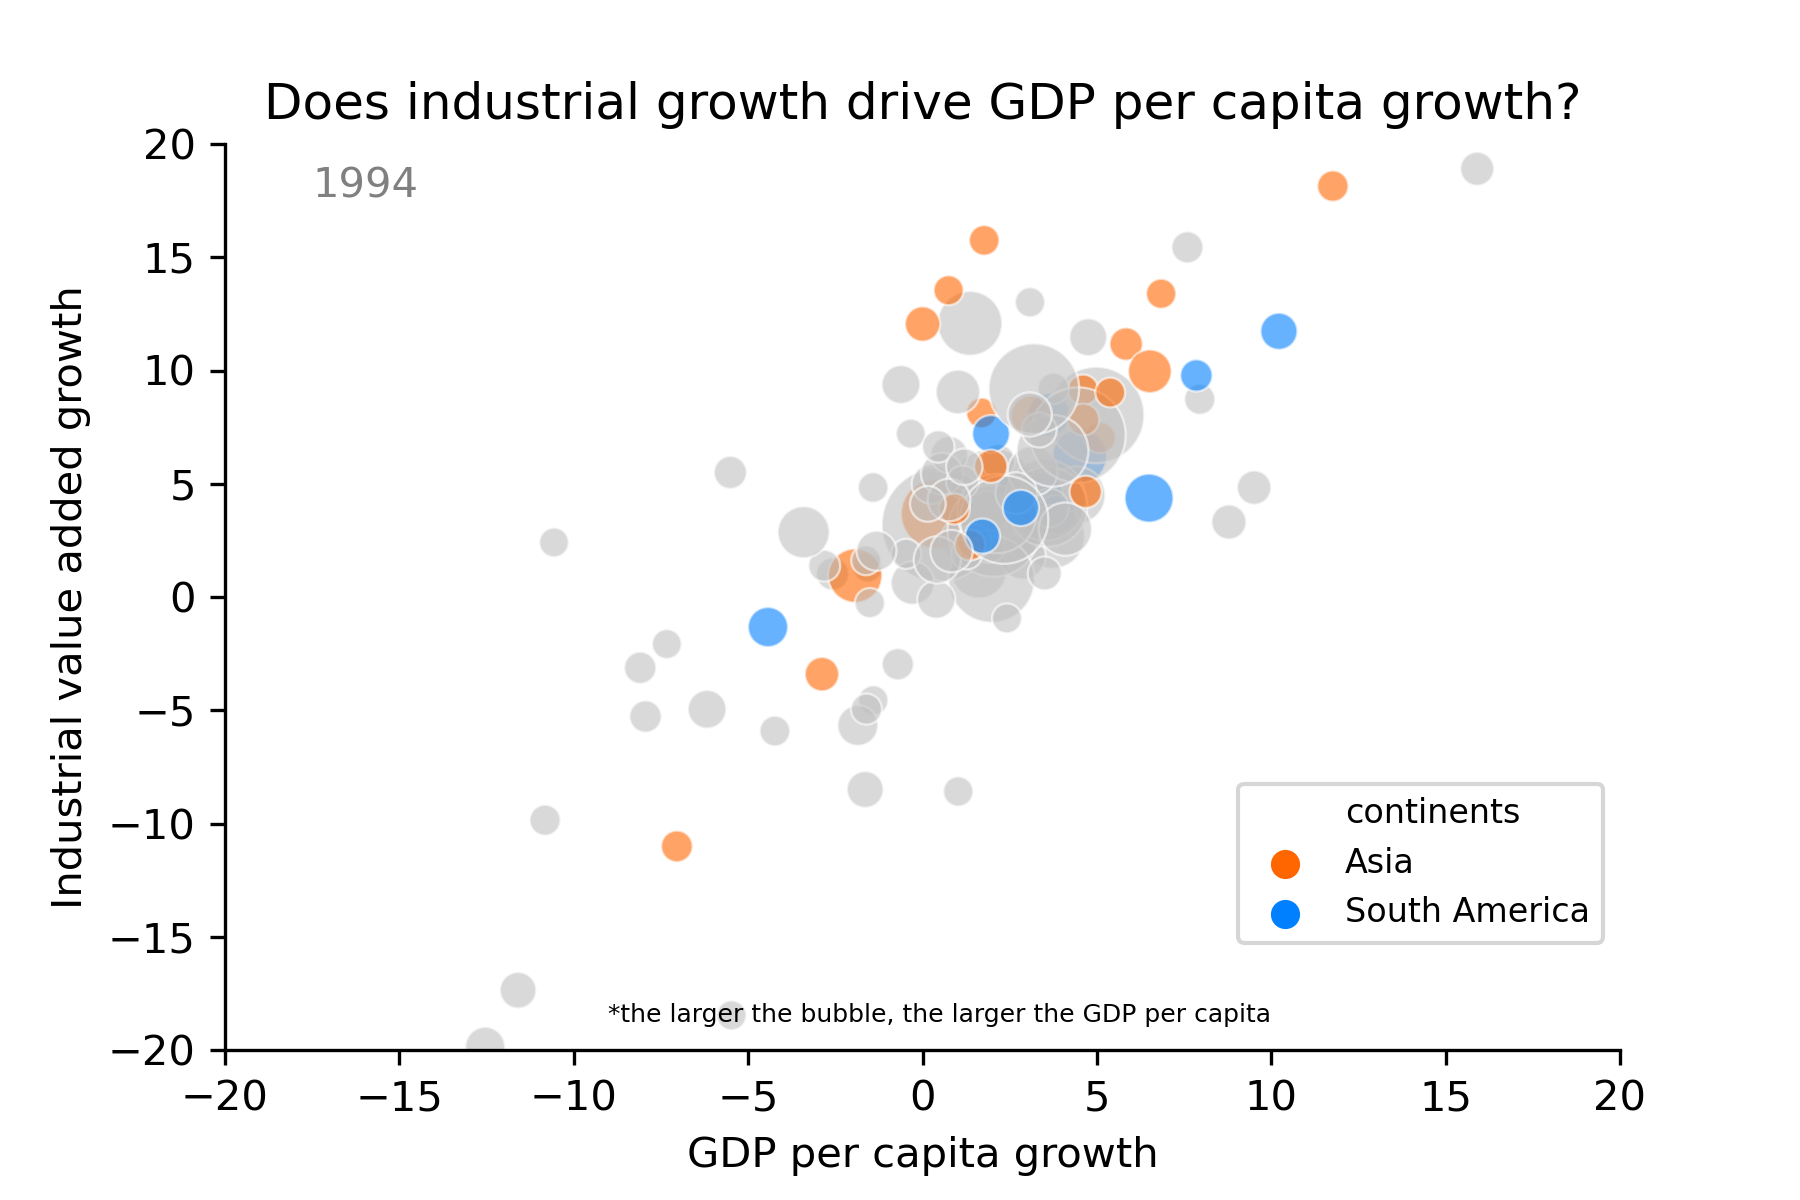 Does industrial growth drive GDP per capita growth?
20
1994
15
10
5
0
−5
−10
−15
−20
Industrial value added growth
continents
Asia
South America
*the larger the bubble, the larger the GDP per capita
−20 −15 −10 −5 0 5 10 15 20
GDP per capita growth